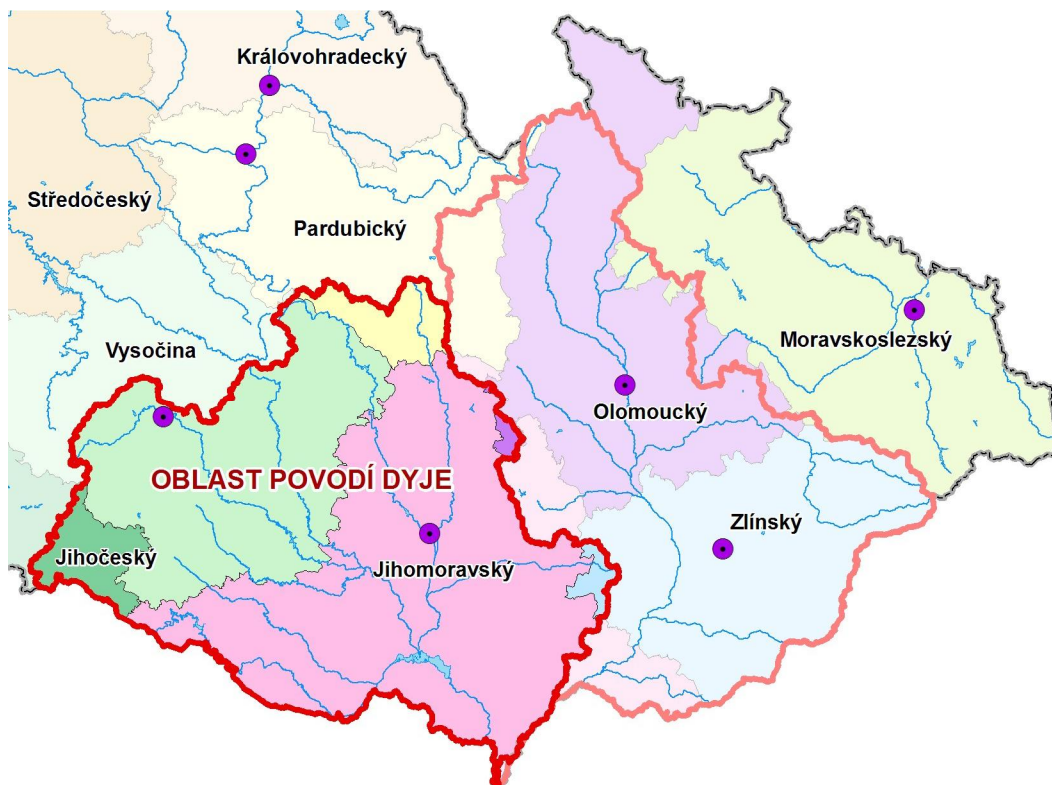 Královohradecký
Středočeský
Pardubický
Vysočina
Moravskoslezský
Olomoucký
OBLAST POVODÍ DYJE
Zlínský
Jihočeský
Jihomoravský